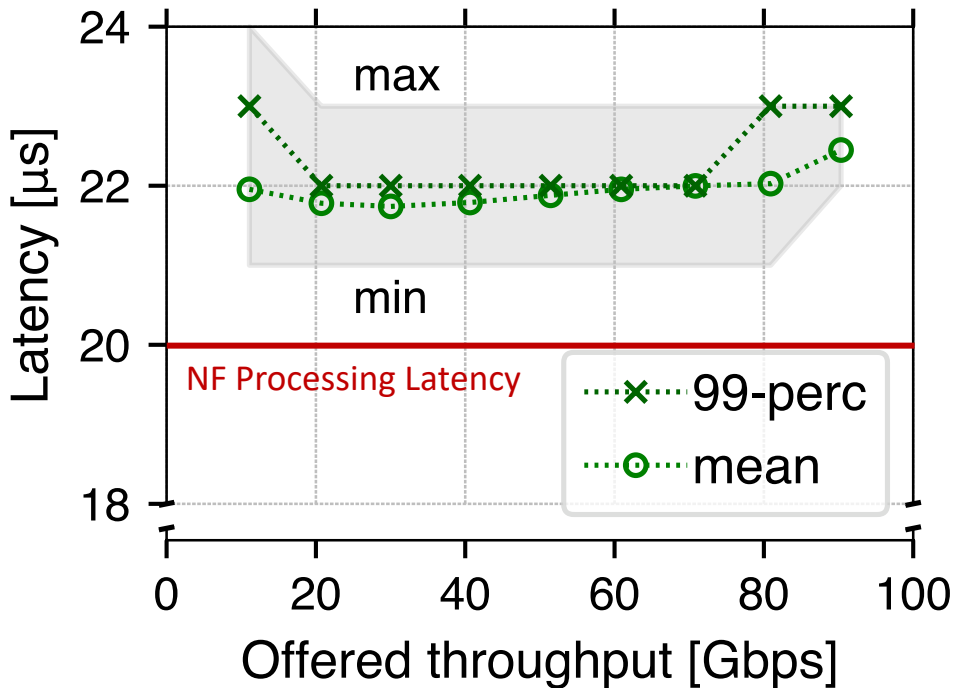 24
22
20
18
Latency [µs]
max
min
NF Processing Latency
99-perc
mean
0 20 40 60 80 100
Offered throughput [Gbps]